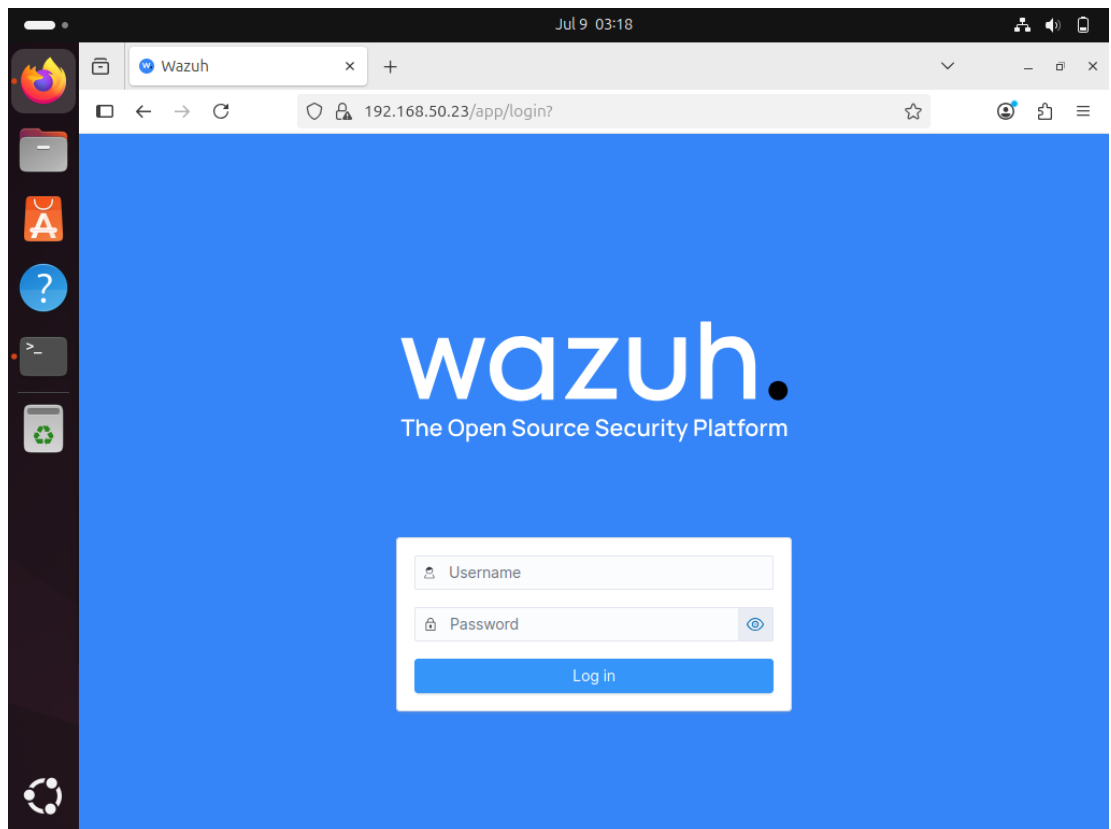 Jul 9 03:18
Wazuh
192.168.50.23/app/login?
wazuh.
The Open Source Security Platform
Username
Password
Log in